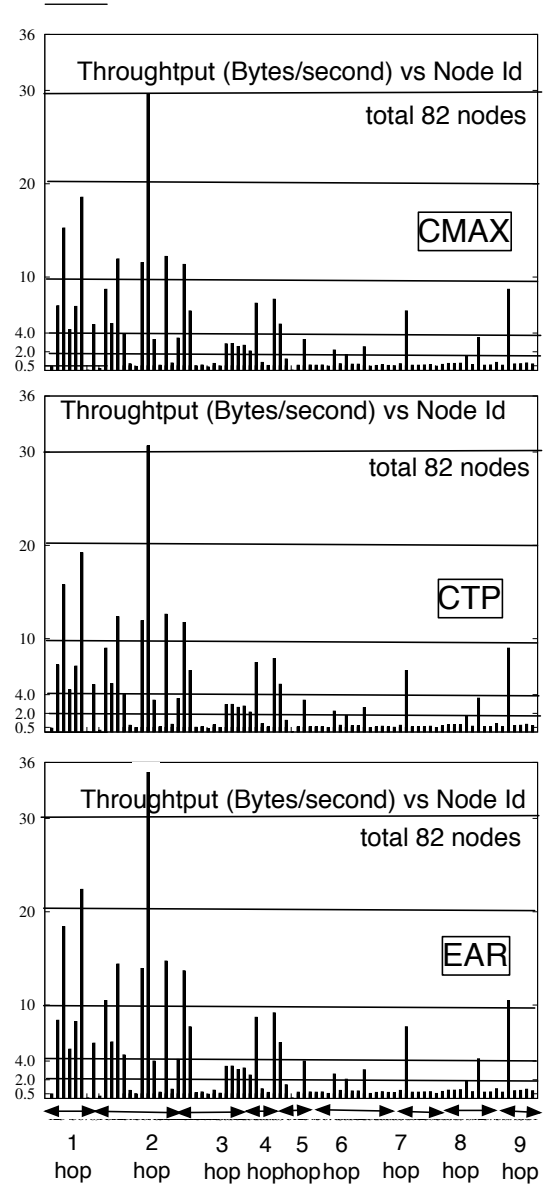 36
Throughtput (Bytes/second) vs Node Id
30
total 82 nodes
20
CMAX
10
4.0
2.0
0.5
36
Throughtput (Bytes/second) vs Node Id
30
total 82 nodes
20
CTP
10
4.0
2.0
0.5
36
Throughtput (Bytes/second) vs Node Id
30
total 82 nodes
20
EAR
10
4.0
2.0
0.5
1 2 3 4 5 6 7 8 9
hop hop hop hop hop hop hop hop hop